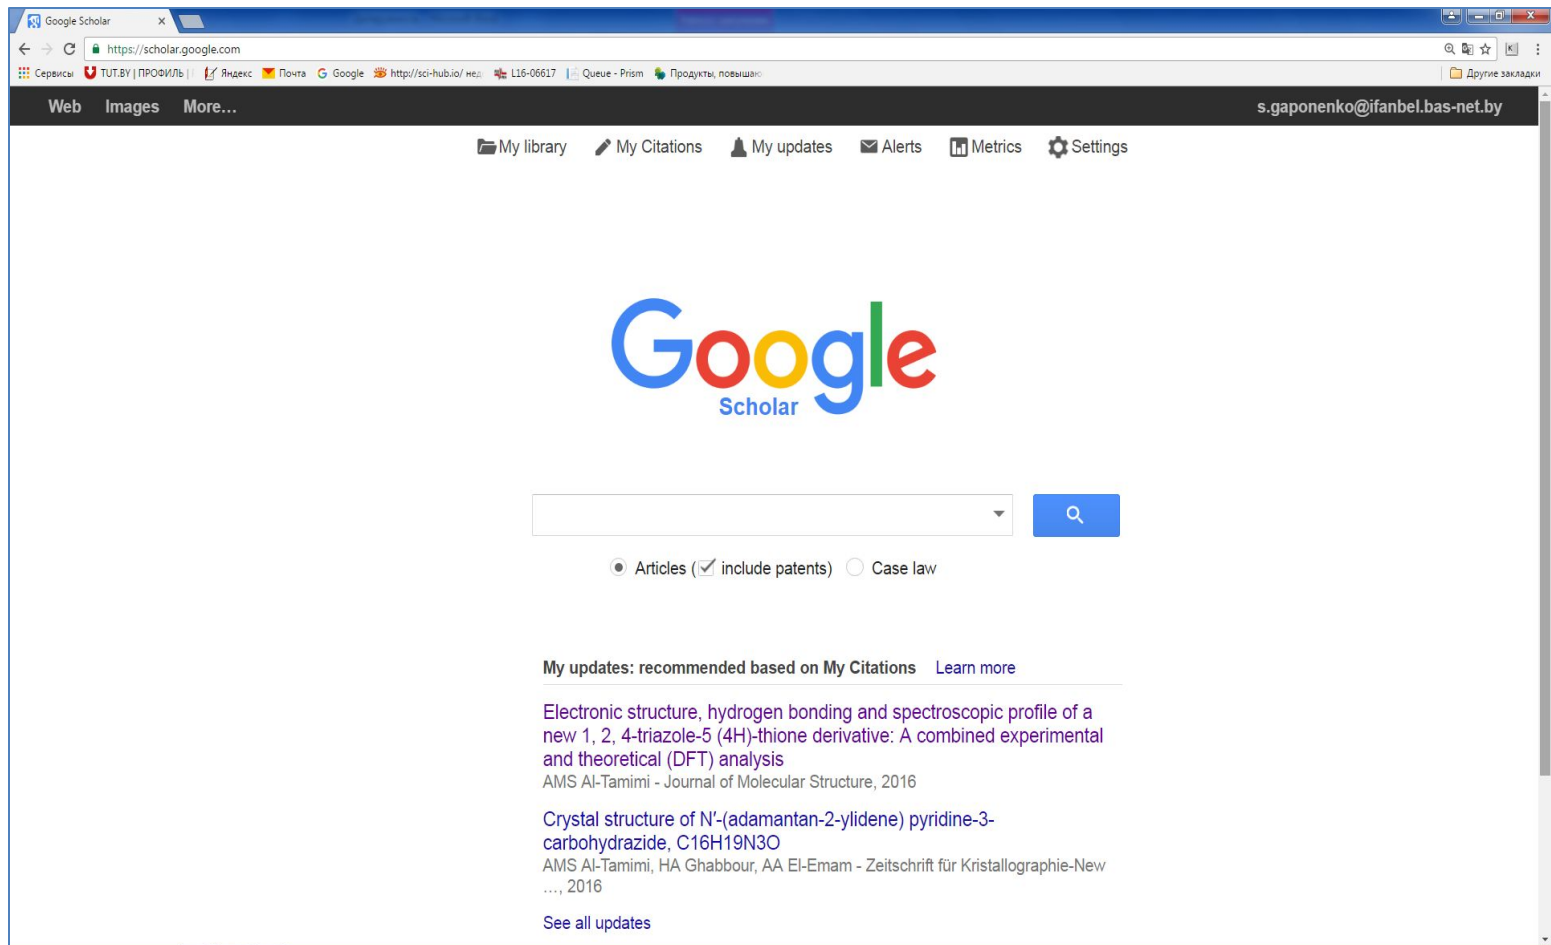 Google Scholar
https://scholar.google.com
Сервисы TUT.BY | ПРОФИЛЬ | Яндекс Почта Google http://sci-hub.io/ нед L16-06617 Queue - Prism Продукты, повышаю Другие закладки
Web Images More... s.gaponenko@ifanbel.bas-net.by
My library My Citations My updates Alerts Metrics Settings
Google
Scholar
Articles ( include patents) Case law
My updates: recommended based on My Citations Learn more
Electronic structure, hydrogen bonding and spectroscopic profile of a
new 1, 2, 4-triazole-5 (4H)-thione derivative: A combined experimental
and theoretical (DFT) analysis
AMS Al-Tamimi - Journal of Molecular Structure, 2016
Crystal structure of N′-(adamantan-2-ylidene) pyridine-3-
carbohydrazide, C16H19N3O
AMS Al-Tamimi, HA Ghabbour, AA El-Emam - Zeitschrift für Kristallographie-New
…, 2016
See all updates